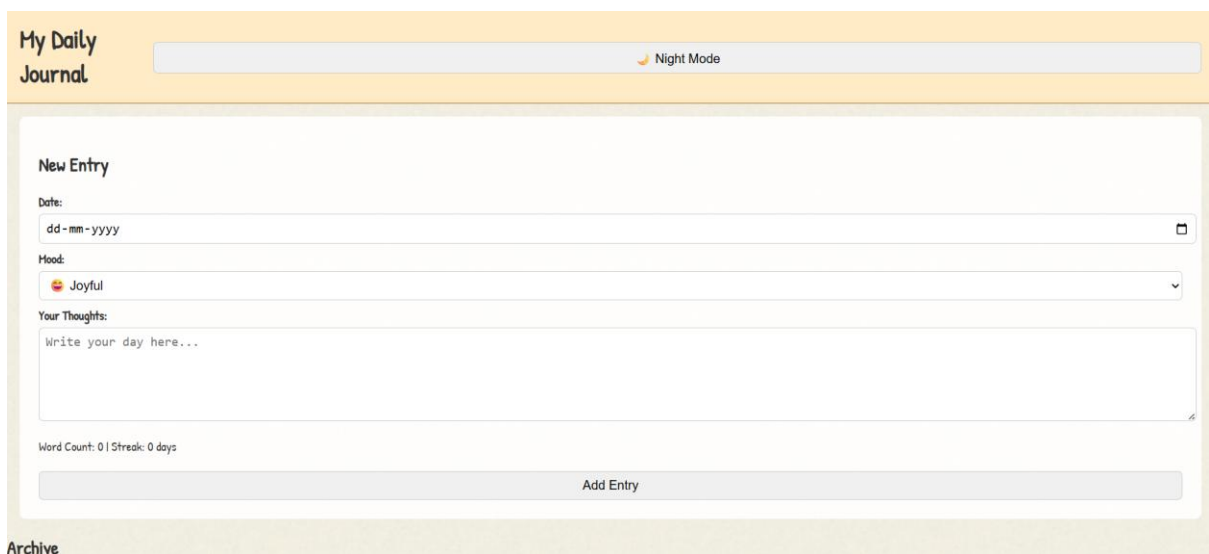 My Daily
Journal
🌙 Night Mode
New Entry
Date:
dd-mm-yyyy
Mood:
😄 Joyful
Your Thoughts:
Write your day here...
Word Count: 0 | Streak: 0 days
Add Entry
Archive